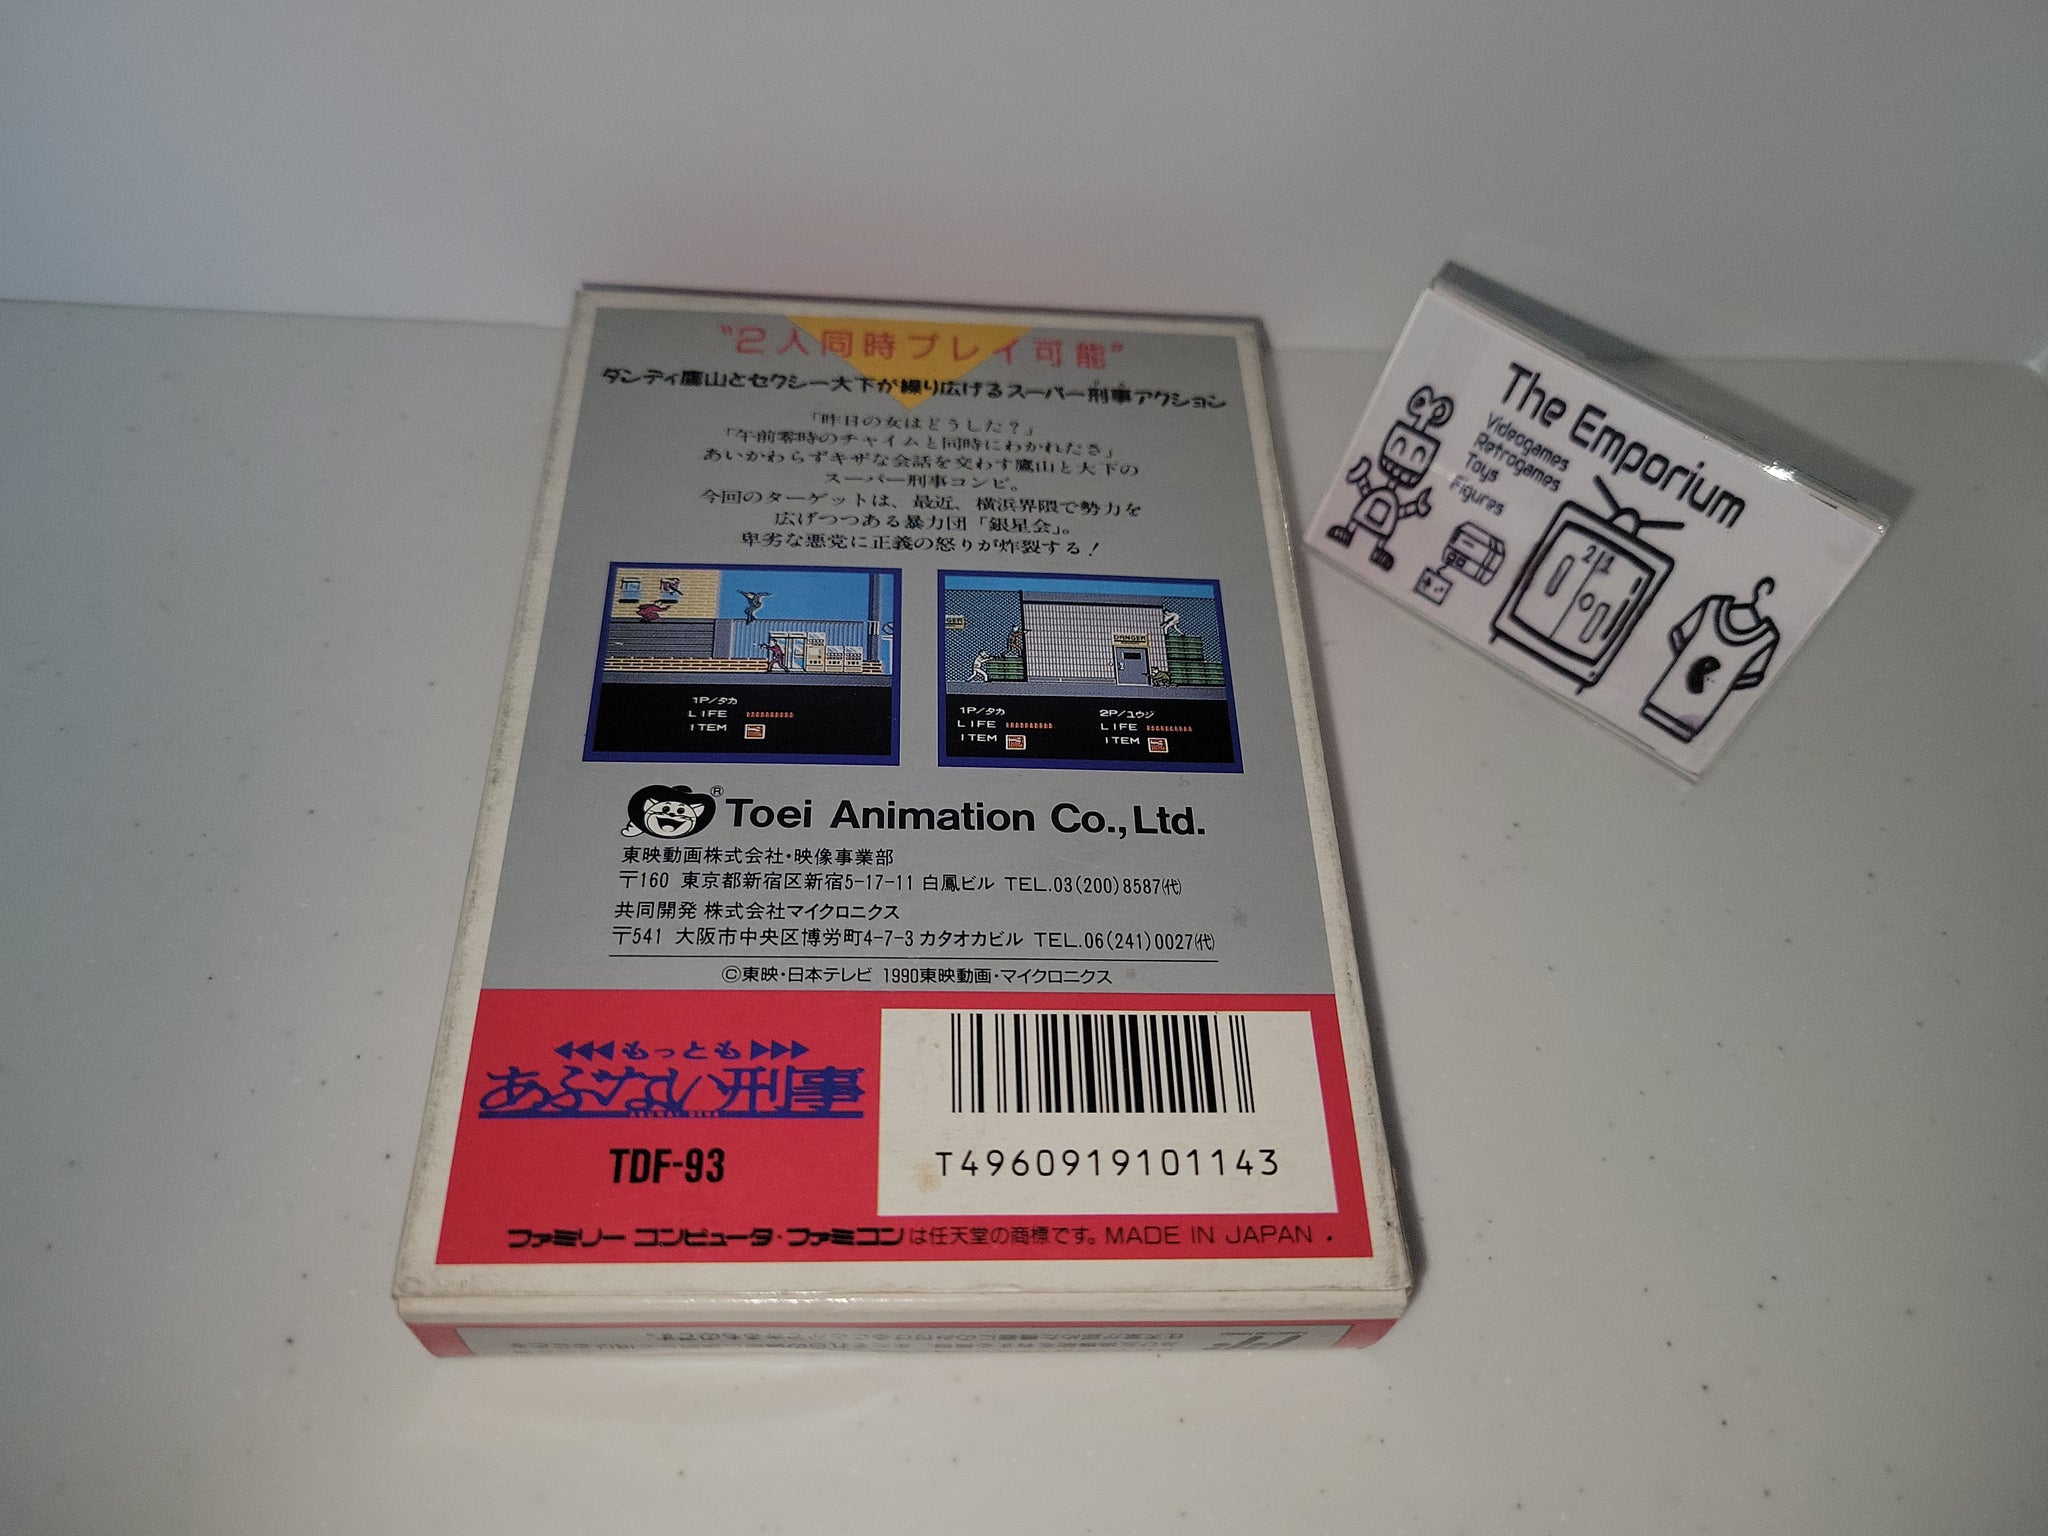 "2人同時プレイ可能"
ダンディ鷹山とセクシー大下が繰り広げるスーパー刑事アクション
「昨日の女はどうした？」
「午前零時のチャイムと同時にわかれたさ」
あいかわらずキザな会話を交わす鷹山と大下の
スーパー刑事コンビ。
今回のターゲットは、最近、横浜界隈で勢力を
広げつつある暴力団「銀星会」。
卑劣な悪党に正義の怒りが炸裂する！
1P/タカ
LIFE
ITEM
DANGER
1P/タカ 2P/ユウジ
LIFE LIFE
ITEM ITEM
® Toei Animation Co., Ltd.
東映動画株式会社・映像事業部
〒160 東京都新宿区新宿5-17-11 白鳳ビル TEL.03(200)8587㈹
共同開発 株式会社マイクロニクス
〒541 大阪市中央区博労町4-7-3 カタオカビル TEL.06(241)0027㈹
©東映・日本テレビ 1990東映動画・マイクロニクス
もっとも
あぶない刑事
TDF-93
T4960919101143
ファミリーコンピュータ・ファミコンは任天堂の商標です。MADE IN JAPAN.
The Emporium
Videogames
Retrogames
Toys
Figures